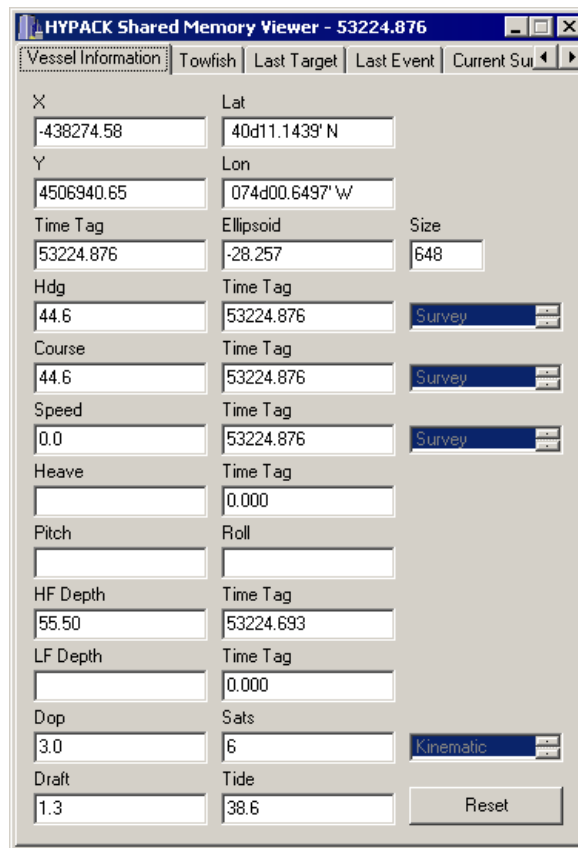 HYPACK Shared Memory Viewer - 53224.876
Vessel Information Towfish Last Target Last Event Current Sur
X Lat
-438274.58 40d11.1439' N
Y Lon
4506940.65 074d00.6497' W
Time Tag Ellipsoid Size
53224.876 -28.257 648
Hdg Time Tag
44.6 53224.876 Survey
Course Time Tag
44.6 53224.876 Survey
Speed Time Tag
0.0 53224.876 Survey
Heave Time Tag
0.000
Pitch Roll
HF Depth Time Tag
55.50 53224.693
LF Depth Time Tag
0.000
Dop Sats
3.0 6 Kinematic
Draft Tide
1.3 38.6 Reset